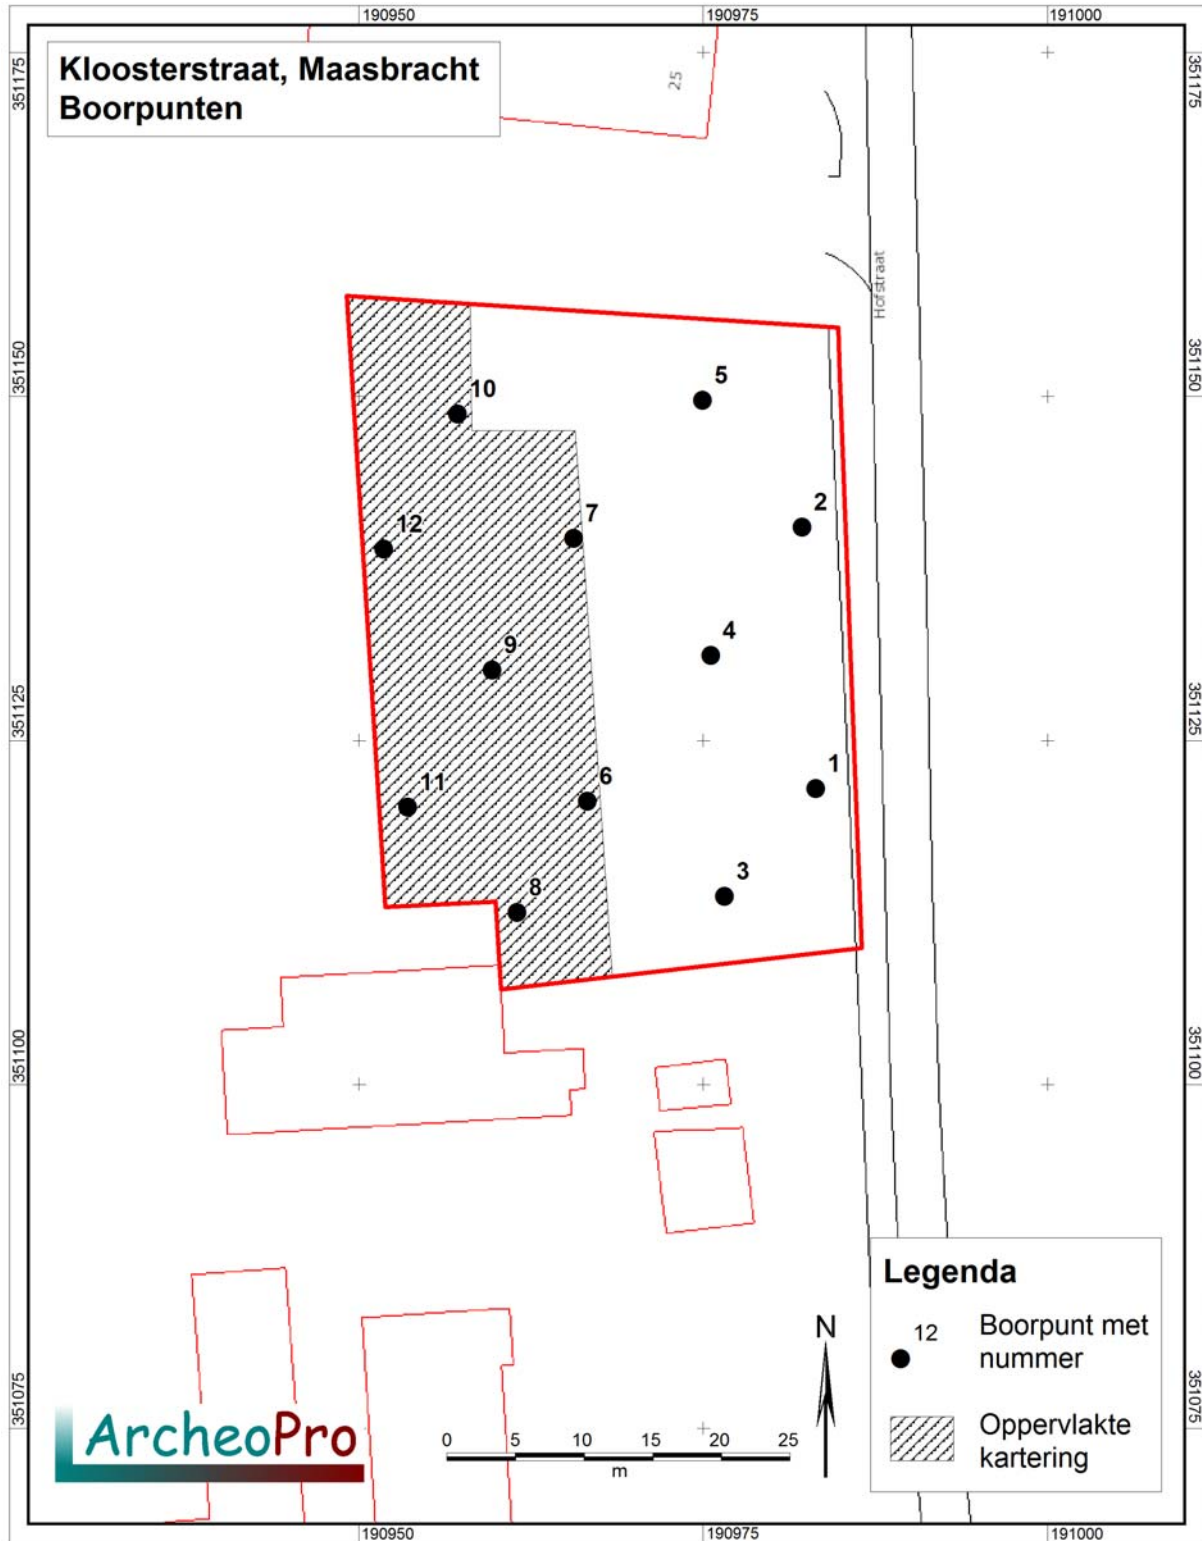 190950
190975
191000
Kloosterstraat, Maasbracht
Boorpunten
351175
25
351175
Hofstraat
351150
351150
10
5
2
7
12
4
9
351125
351125
1
6
11
3
8
351100
351100
Legenda
12
Boorpunt met
nummer
N
Oppervlakte
kartering
ArcheoPro
0 5 10 15 20 25
m
351075
351075
190950
190975
191000